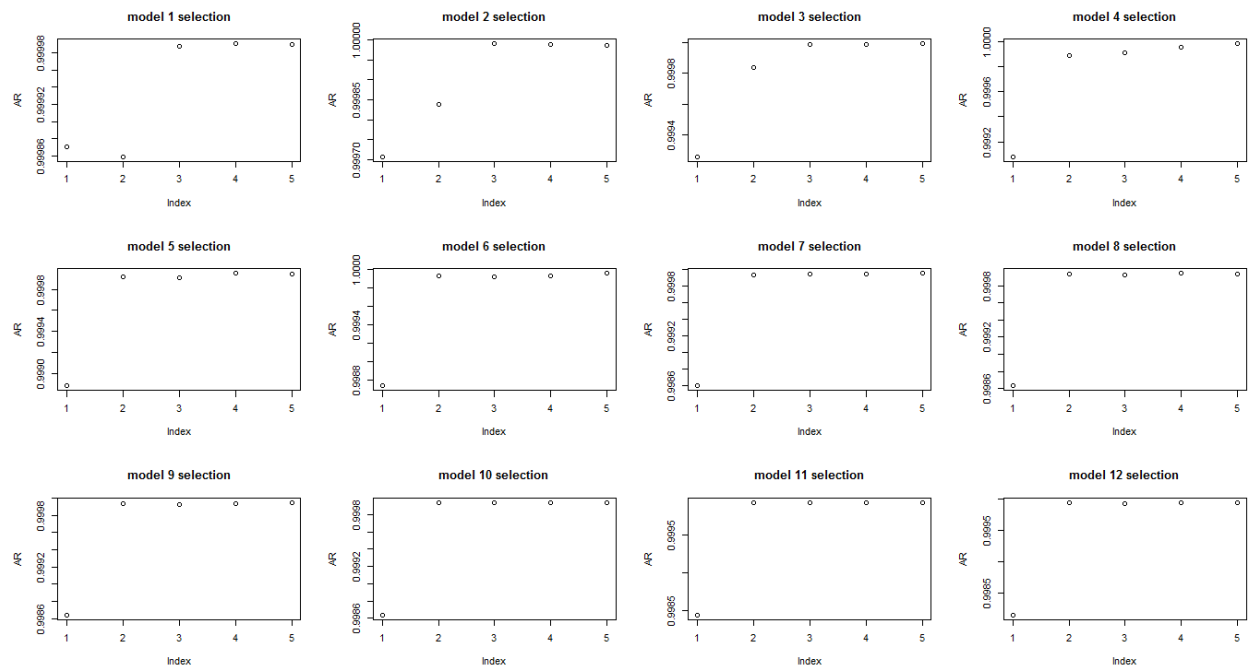 model 1 selection
AR
0.99986 0.99992 0.99998
1 2 3 4 5
Index
model 2 selection
AR
0.99970 0.99985 1.00000
1 2 3 4 5
Index
model 3 selection
AR
0.9994 0.9998
1 2 3 4 5
Index
model 4 selection
AR
0.9992 0.9996 1.0000
1 2 3 4 5
Index
model 5 selection
AR
0.9990 0.9994 0.9998
1 2 3 4 5
Index
model 6 selection
AR
0.9988 0.9994 1.0000
1 2 3 4 5
Index
model 7 selection
AR
0.9986 0.9992 0.9998
1 2 3 4 5
Index
model 8 selection
AR
0.9986 0.9992 0.9998
1 2 3 4 5
Index
model 9 selection
AR
0.9986 0.9992 0.9998
1 2 3 4 5
Index
model 10 selection
AR
0.9986 0.9992 0.9998
1 2 3 4 5
Index
model 11 selection
AR
0.9985 0.9995
1 2 3 4 5
Index
model 12 selection
AR
0.9985 0.9995
1 2 3 4 5
Index